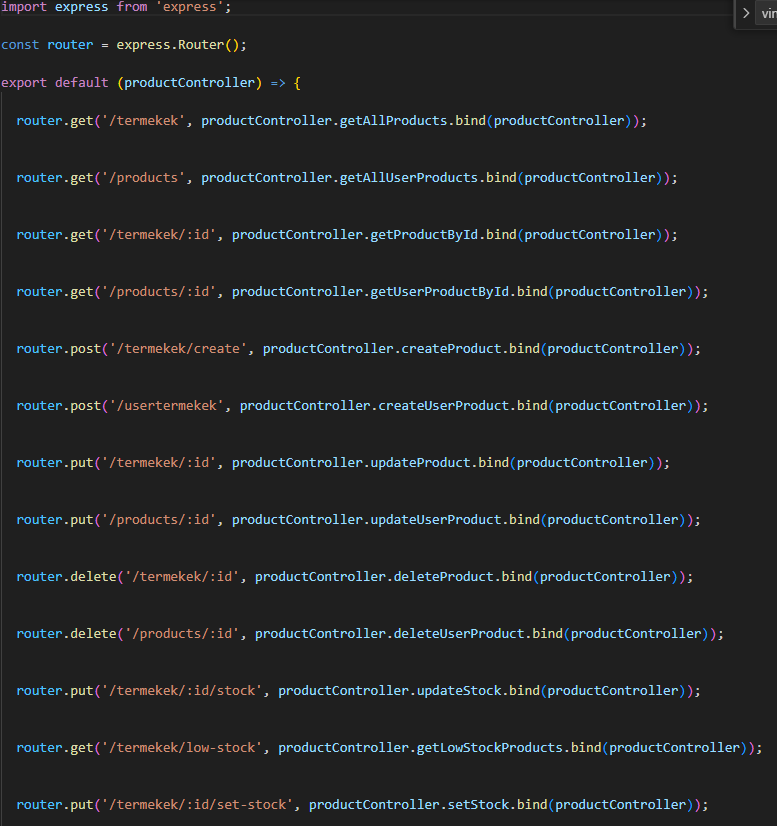 import express from 'express';
vin
const router = express.Router();
export default (productController) => {
router.get('/termekek', productController.getAllProducts.bind(productController));
router.get('/products', productController.getAllUserProducts.bind(productController));
router.get('/termekek/:id', productController.getProductById.bind(productController));
router.get('/products/:id', productController.getUserProductById.bind(productController));
router.post('/termekek/create', productController.createProduct.bind(productController));
router.post('/usertermekek', productController.createUserProduct.bind(productController));
router.put('/termekek/:id', productController.updateProduct.bind(productController));
router.put('/products/:id', productController.updateUserProduct.bind(productController));
router.delete('/termekek/:id', productController.deleteProduct.bind(productController));
router.delete('/products/:id', productController.deleteUserProduct.bind(productController));
router.put('/termekek/:id/stock', productController.updateStock.bind(productController));
router.get('/termekek/low-stock', productController.getLowStockProducts.bind(productController));
router.put('/termekek/:id/set-stock', productController.setStock.bind(productController));